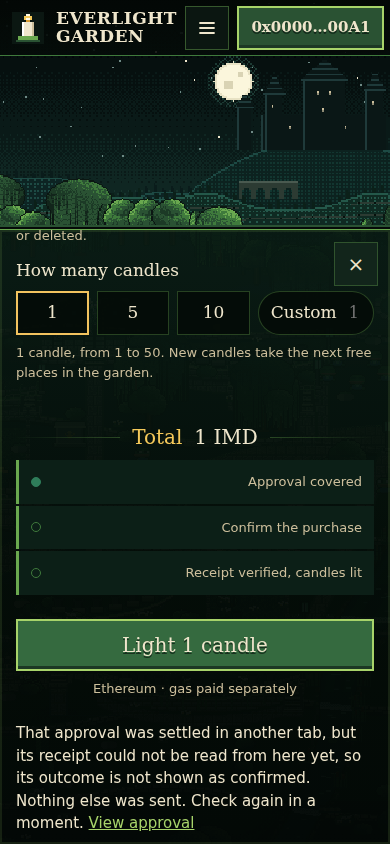 EVERLIGHT
GARDEN
0x0000...00A1
or deleted.
How many candles
1
5
10
Custom 1
1 candle, from 1 to 50. New candles take the next free
places in the garden.
Total 1 IMD
Approval covered
Confirm the purchase
Receipt verified, candles lit
Light 1 candle
Ethereum · gas paid separately
That approval was settled in another tab, but
its receipt could not be read from here yet, so
its outcome is not shown as confirmed.
Nothing else was sent. Check again in a
moment. View approval